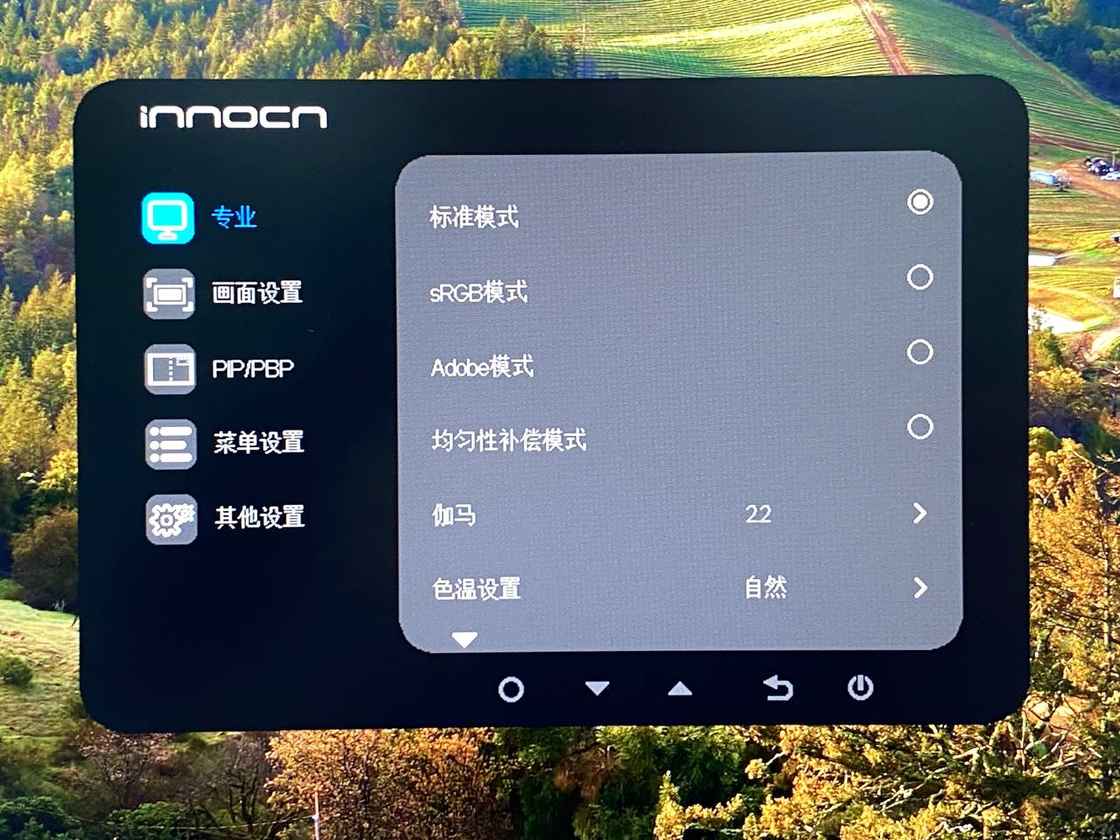 innocn
专业
画面设置
PIP/PBP
菜单设置
其他设置
标准模式
sRGB模式
Adobe模式
均匀性补偿模式
伽马 22
色温设置 自然